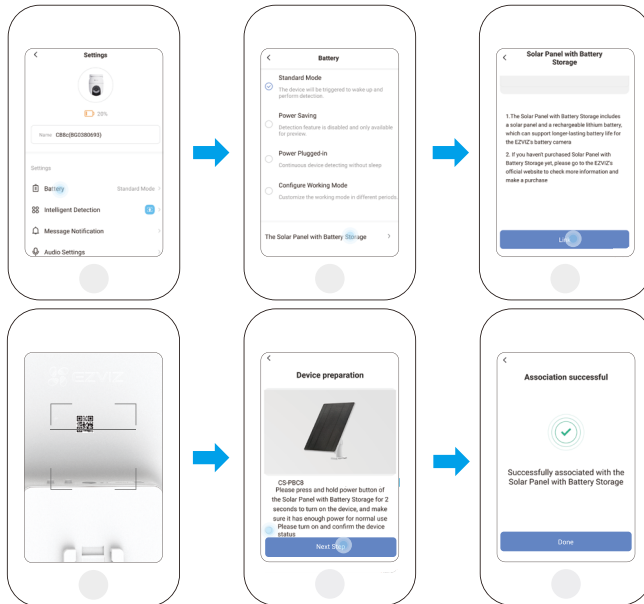 Settings
20%
Name C88c(BG0380693)
Settings
Battery Standard Mode
Intelligent Detection
Message Notification
Audio Settings
Battery
Standard Mode
The device will be triggered to wake up and
perform detection.
Power Saving
Detection feature is disabled and only available
for preview.
Power Plugged-in
Continuous device detecting without sleep
Configure Working Mode
Customize the working mode in different periods.
The Solar Panel with Battery Storage
Solar Panel with Battery
Storage
1.The Solar Panel with Battery Storage includes
a solar panel and a rechargeable lithium battery,
which can support longer-lasting battery life for
the EZVIZ's battery camera
2. If you haven't purchased Solar Panel with
Battery Storage yet, please go to the EZVIZ's
official website to check more information and
make a purchase
Link
EZVIZ
Device preparation
CS-PBC8
Please press and hold power button of
the Solar Panel with Battery Storage for 2
seconds to turn on the device, and make
sure it has enough power for normal use
Please turn on and confirm the device
status
Next Step
Association successful
Successfully associated with the
Solar Panel with Battery Storage
Done